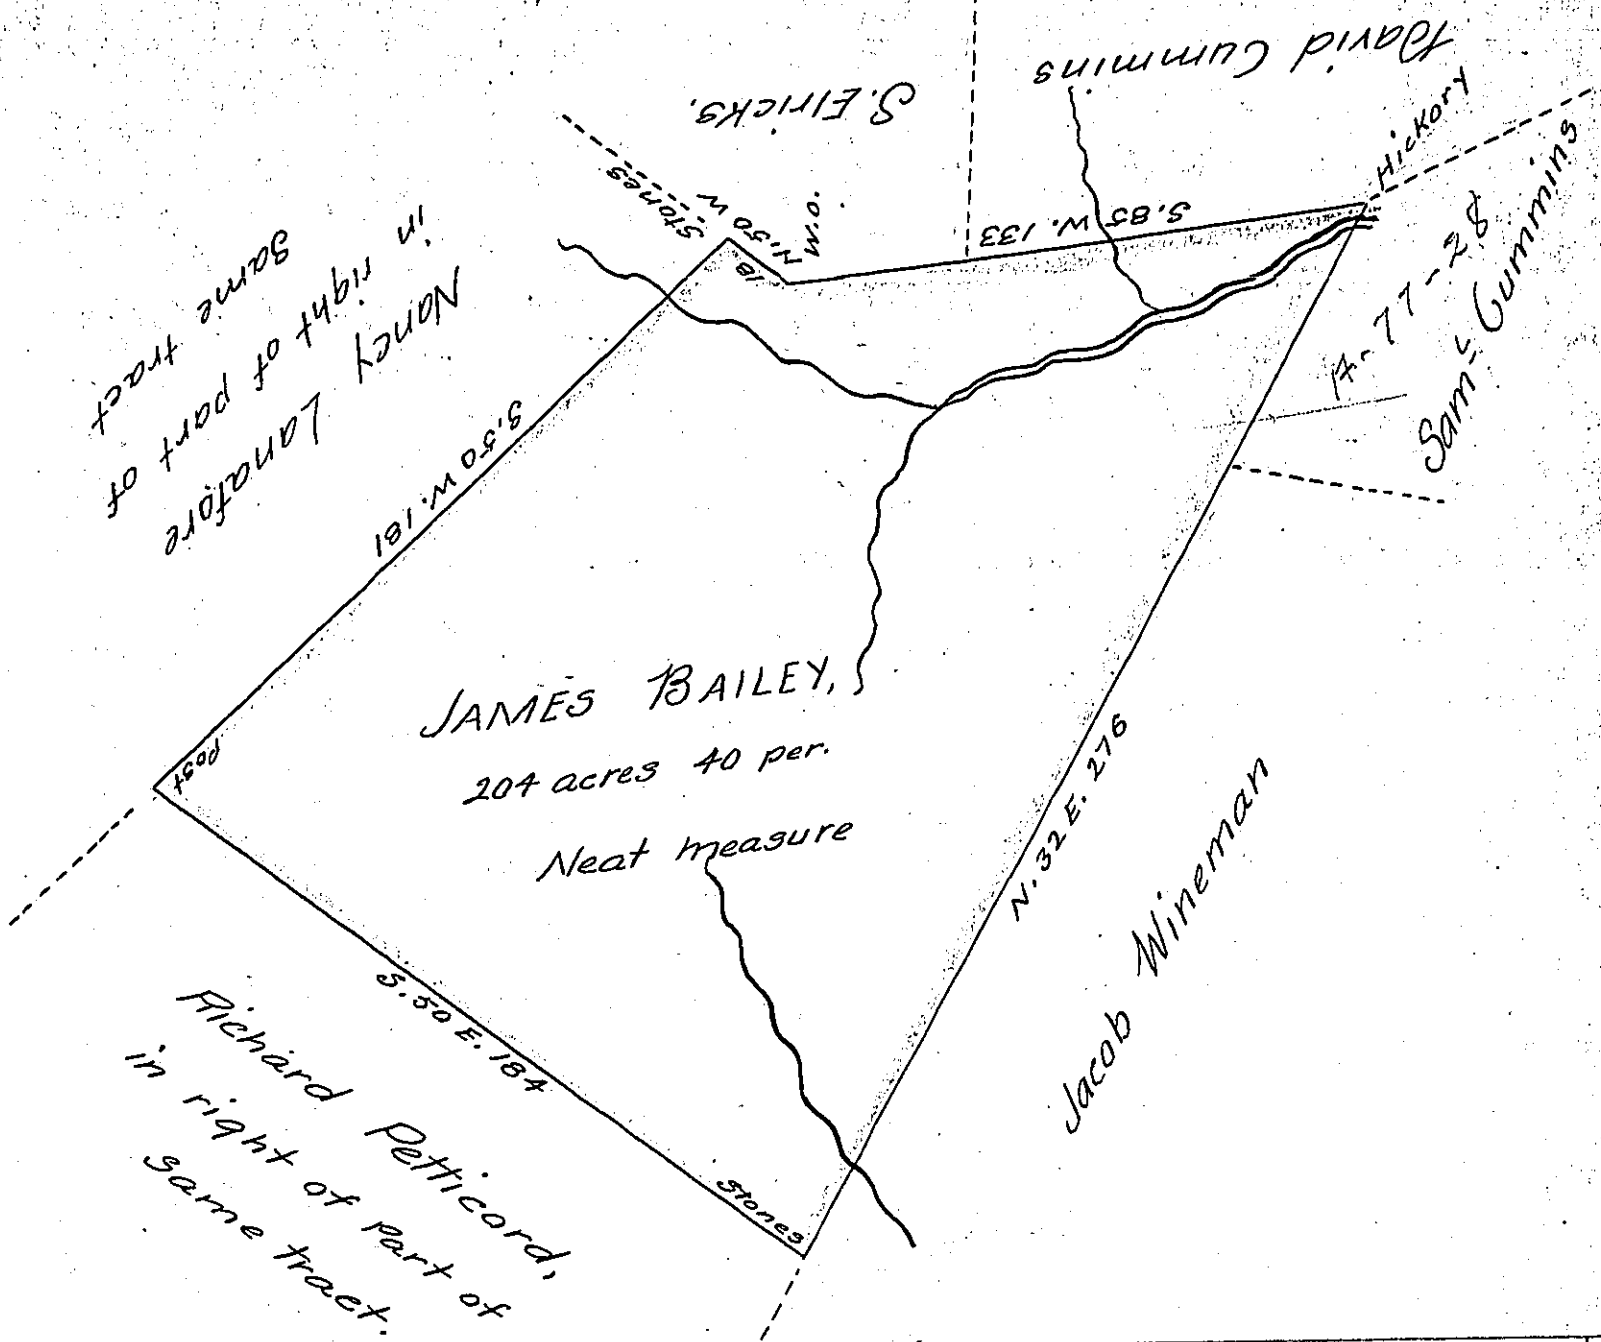 David Cummins
S. Elricks.
Hickory
Stones
N. 50 W
18
W.O.
S. 85 W. 133
A-77-28
Sam=L Cummins
Nancy Lanafore
in right of part of
same tract
S. 50 W. 181
JAMES BAILEY,
204 acres 40 per.
Neat measure
Post
N. 32 E. 276
Jacob Wineman
S. 50 E. 184
Stones
Richard Petticord,
in right of part of
same tract.